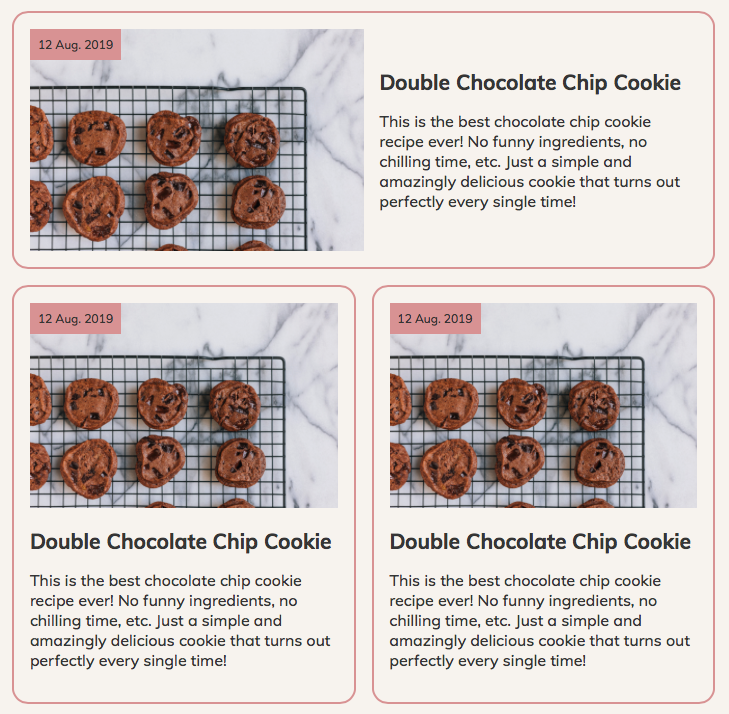 12 Aug. 2019
Double Chocolate Chip Cookie
This is the best chocolate chip cookie
recipe ever! No funny ingredients, no
chilling time, etc. Just a simple and
amazingly delicious cookie that turns out
perfectly every single time!
12 Aug. 2019
Double Chocolate Chip Cookie
This is the best chocolate chip cookie
recipe ever! No funny ingredients, no
chilling time, etc. Just a simple and
amazingly delicious cookie that turns out
perfectly every single time!
12 Aug. 2019
Double Chocolate Chip Cookie
This is the best chocolate chip cookie
recipe ever! No funny ingredients, no
chilling time, etc. Just a simple and
amazingly delicious cookie that turns out
perfectly every single time!